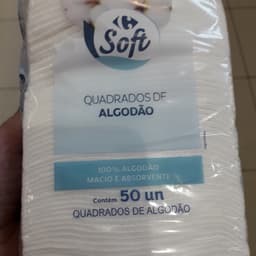 Soft
QUADRADOS DE
ALGODÃO
100% ALGODÃO
MACIO E ABSORVENTE
Contém: 50 un
QUADRADOS DE ALGODÃO